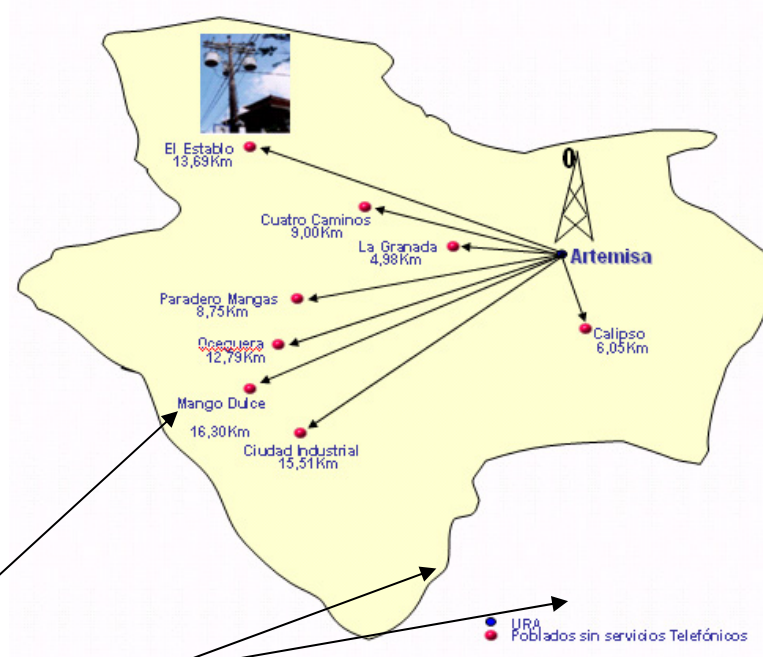 El Establo
13,69Km
Cuatro Caminos
9,00Km
La Granada
4,98Km
0
Artemisa
Paradero Mangas
8,75Km
Calipso
6,05Km
Oceguera
12,79Km
Mango Dulce
16,30Km
Ciudad Industrial
15,51Km
URA
Poblados sin servicios Telefónicos